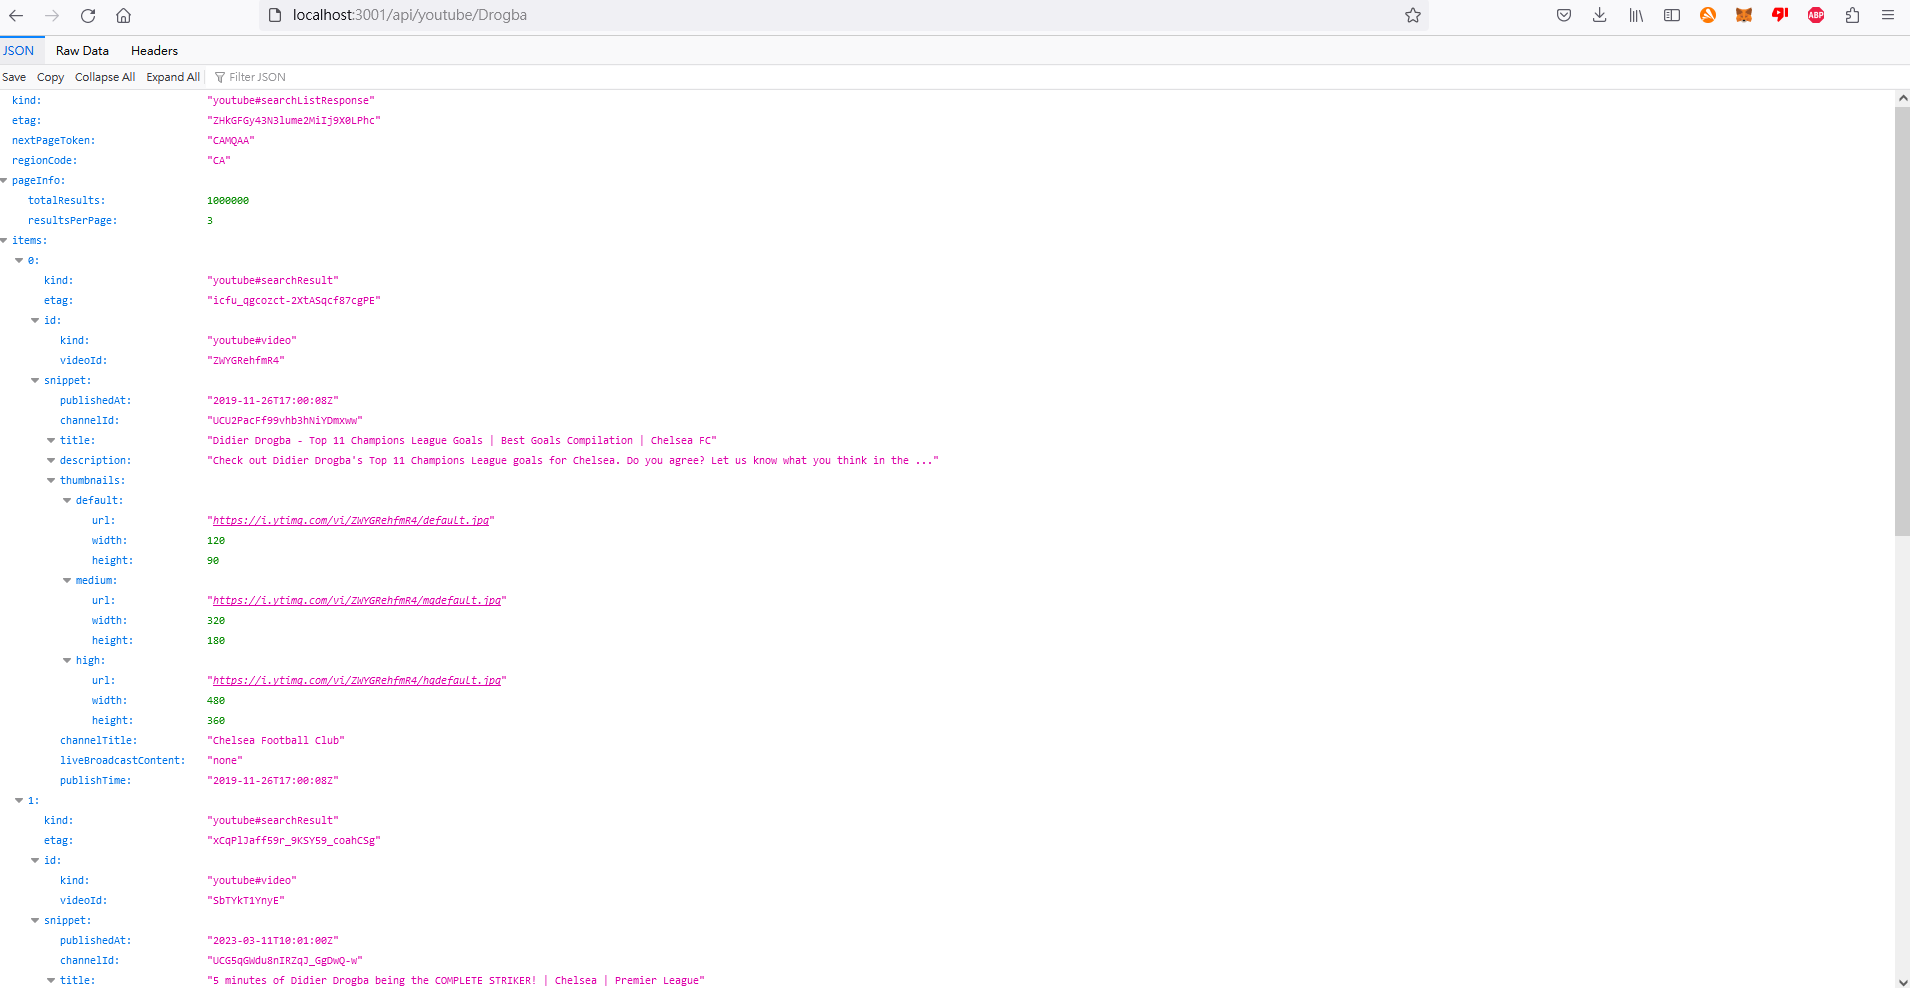 localhost:3001/api/youtube/Drogba
ABP
JSON Raw Data Headers
Save Copy Collapse All Expand All Filter JSON
kind: "youtube#searchListResponse"
etag: "ZHkGFGy43N3lume2MiIj9X0LPhc"
nextPageToken: "CAMQAA"
regionCode: "CA"
pageInfo:
totalResults: 1000000
resultsPerPage: 3
items:
0:
kind: "youtube#searchResult"
etag: "icfu_qgcozct-2XtASqcf87cgPE"
id:
kind: "youtube#video"
videoId: "ZWYGRehfmR4"
snippet:
publishedAt: "2019-11-26T17:00:08Z"
channelId: "UCU2PacFf99vhb3hNiYDmxww"
title: "Didier Drogba - Top 11 Champions League Goals | Best Goals Compilation | Chelsea FC"
description: "Check out Didier Drogba's Top 11 Champions League goals for Chelsea. Do you agree? Let us know what you think in the ..."
thumbnails:
default:
url: "https://i.ytimg.com/vi/ZWYGRehfmR4/default.jpg"
width: 120
height: 90
medium:
url: "https://i.ytimg.com/vi/ZWYGRehfmR4/mqdefault.jpg"
width: 320
height: 180
high:
url: "https://i.ytimg.com/vi/ZWYGRehfmR4/hqdefault.jpg"
width: 480
height: 360
channelTitle: "Chelsea Football Club"
liveBroadcastContent: "none"
publishTime: "2019-11-26T17:00:08Z"
1:
kind: "youtube#searchResult"
etag: "xCqPlJaff59r_9KSY59_coahCSg"
id:
kind: "youtube#video"
videoId: "SbTYkT1YnyE"
snippet:
publishedAt: "2023-03-11T10:01:00Z"
channelId: "UCG5qGWdu8nIRZqJ_GgDwQ-w"
title: "5 minutes of Didier Drogba being the COMPLETE STRIKER! | Chelsea | Premier League"